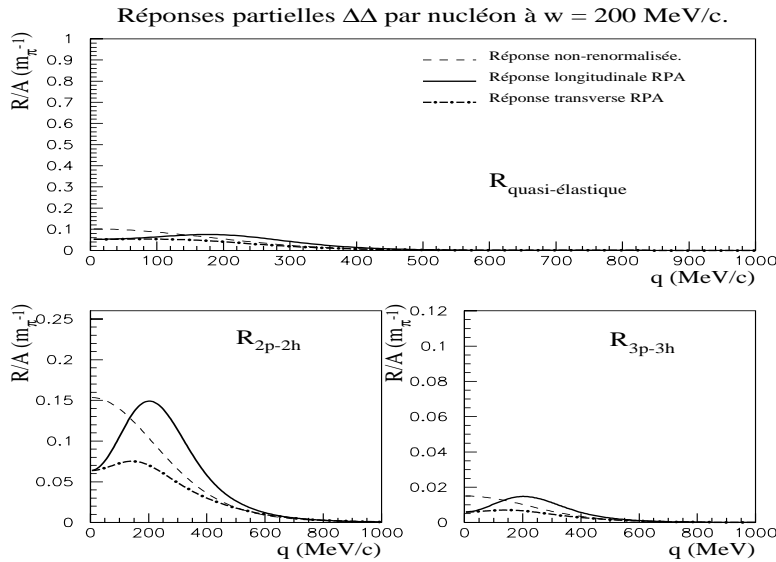 Réponses partielles ΔΔ par nucléon à w = 200 MeV/c.
R/A (m_π^-1)
1
0.9
0.8
0.7
0.6
0.5
0.4
0.3
0.2
0.1
0
Réponse non-renormalisée.
Réponse longitudinale RPA
Réponse transverse RPA
R_quasi-élastique
0 100 200 300 400 500 600 700 800 900 1000
q (MeV/c)
R/A (m_π^-1)
0.25
0.20
0.15
0.10
0.05
0
R_2p-2h
0 200 400 600 800 1000
q (MeV/c)
R/A (m_π^-1)
0.12
0.1
0.08
0.06
0.04
0.02
0
R_3p-3h
0 200 400 600 800 1000
q (MeV)